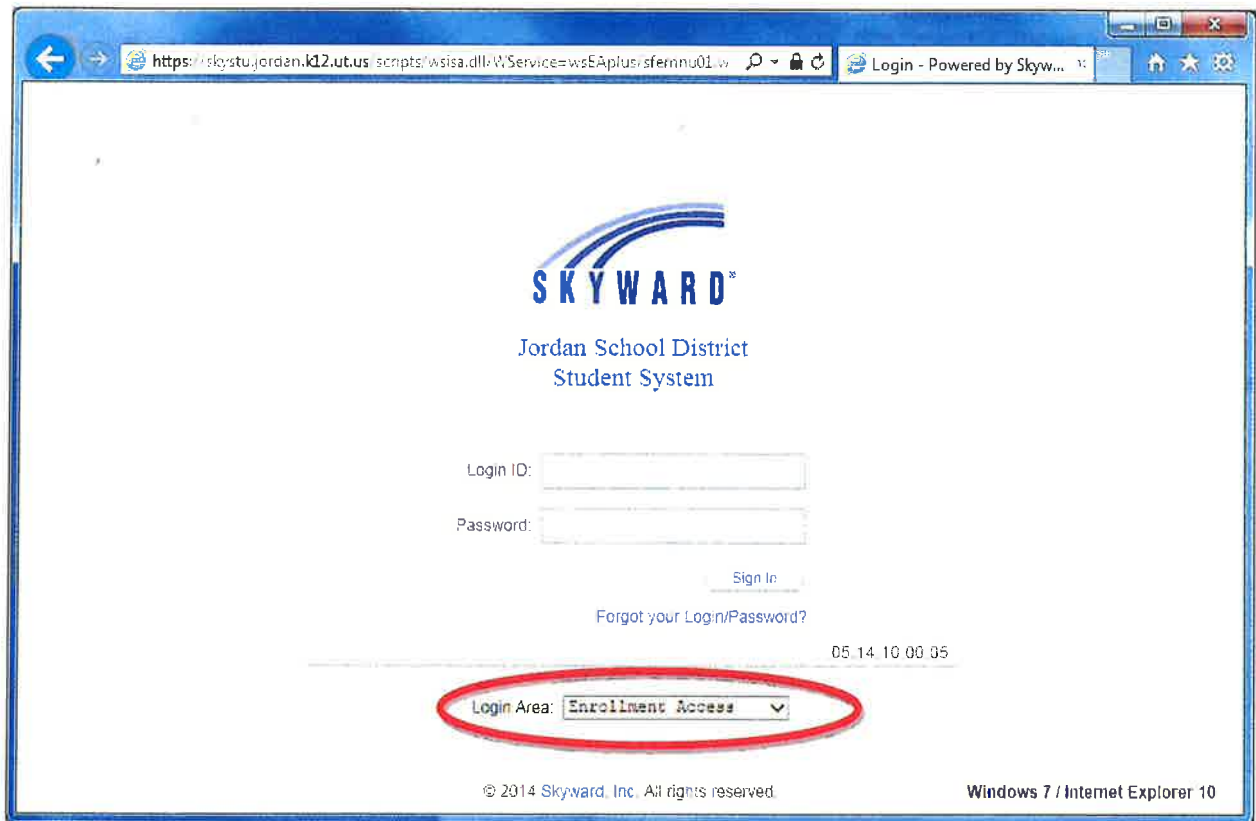 https://skystu.jordan.k12.ut.us/scripts/wsisa.dll/WService=wsEAplus/sfemnu01.w
Login - Powered by Skyw...
SKYWARD®
Jordan School District
Student System
Login ID:
Password:
Sign In
Forgot your Login/Password?
05.14.10.00.05
Login Area: Enrollment Access
© 2014 Skyward, Inc. All rights reserved.
Windows 7 / Internet Explorer 10